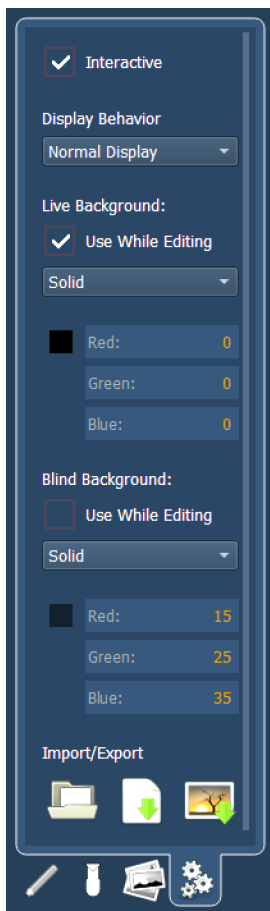 Interactive
Display Behavior
Normal Display
Live Background:
Use While Editing
Solid
Red: 0
Green: 0
Blue: 0
Blind Background:
Use While Editing
Solid
Red: 15
Green: 25
Blue: 35
Import/Export